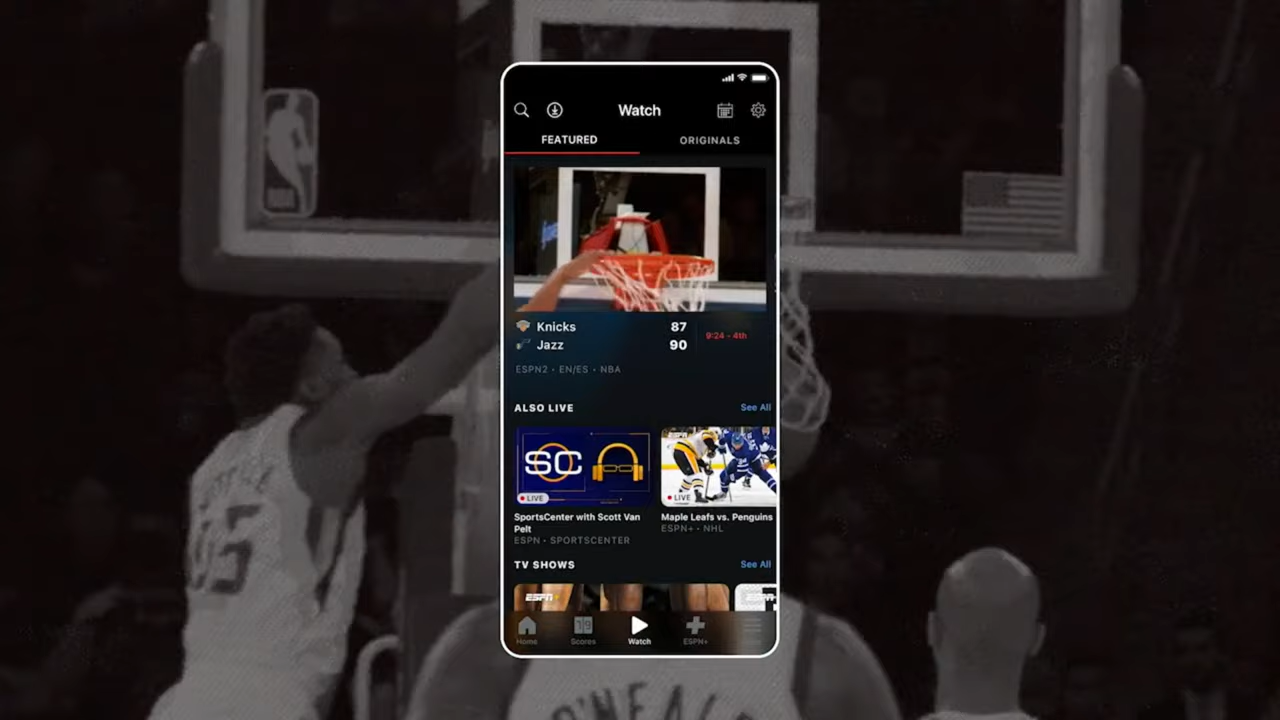 Watch
FEATURED
ORIGINALS
Knicks 87
9:24 - 4th
Jazz 90
ESPN2 • EN/ES • NBA
ALSO LIVE
See All
SC
LIVE
LIVE
SportsCenter with Scott Van
Pelt
ESPN • SPORTSCENTER
Maple Leafs vs. Penguins
ESPN+ • NHL
TV SHOWS
See All
ESPN+
Home
Scores
Watch
ESPN+
45
O'NEAL